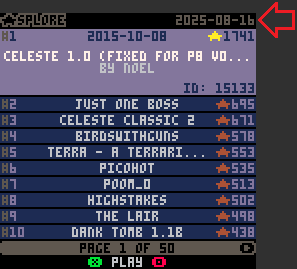 SPLORE 2025-08-16
#1 2015-10-08 1741
CELESTE 1.0 (FIXED FOR P8 V0...
BY NOEL
ID: 15133
#2 JUST ONE BOSS 695
#3 CELESTE CLASSIC 2 671
#4 BIRDSWITHGUNS 578
#5 TERRA - A TERRARI... 553
#6 PICOHOT 535
#7 POOM_0 513
#8 HIGHSTAKES 502
#9 THE LAIR 498
#10 DANK TOMB 1.1B 438
PAGE 1 OF 50
PLAY